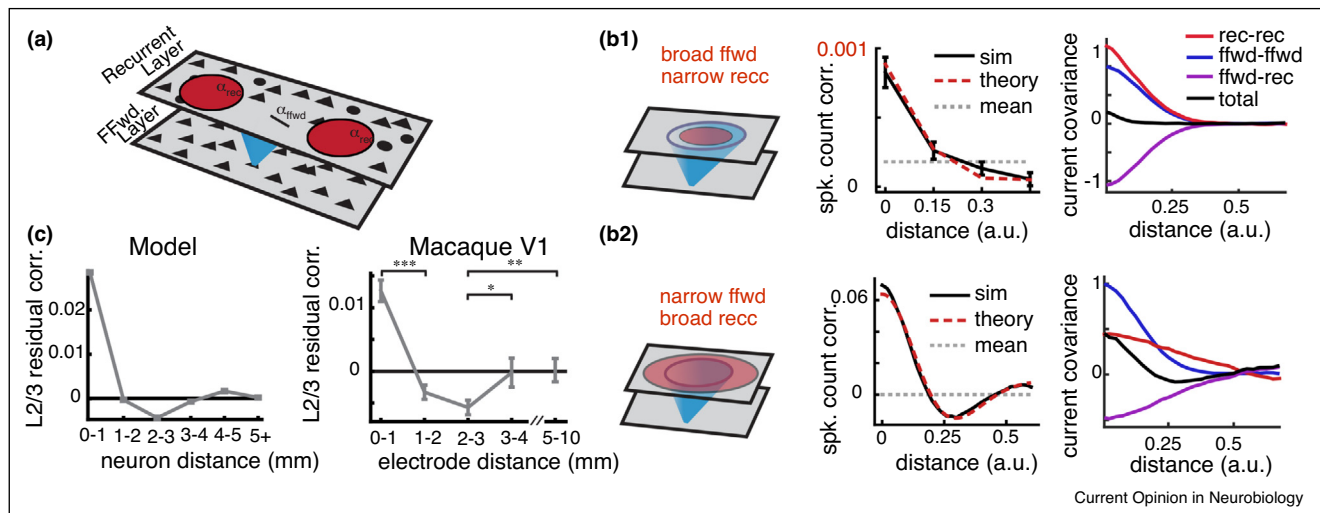 (a)
Recurrent
Layer
FFwd.
Layer
αrec
αffwd
αrec
(b1)
broad ffwd
narrow recc
spk. count corr.
0.001
0
sim
theory
mean
0 0.15 0.3
distance (a.u.)
current covariance
1
0
-1
rec-rec
ffwd-ffwd
ffwd-rec
total
0.25 0.5
distance (a.u.)
(c)
Model
L2/3 residual corr.
0.02
0.01
0
0-1 1-2 2-3 3-4 4-5 5+
neuron distance (mm)
Macaque V1
L2/3 residual corr.
0.01
0
***
**
*
0-1 1-2 2-3 3-4 // 5-10
electrode distance (mm)
(b2)
narrow ffwd
broad recc
spk. count corr.
0.06
0
sim
theory
mean
0 0.25 0.5
distance (a.u.)
current covariance
1
0
0 0.25 0.5
distance (a.u.)
Current Opinion in Neurobiology